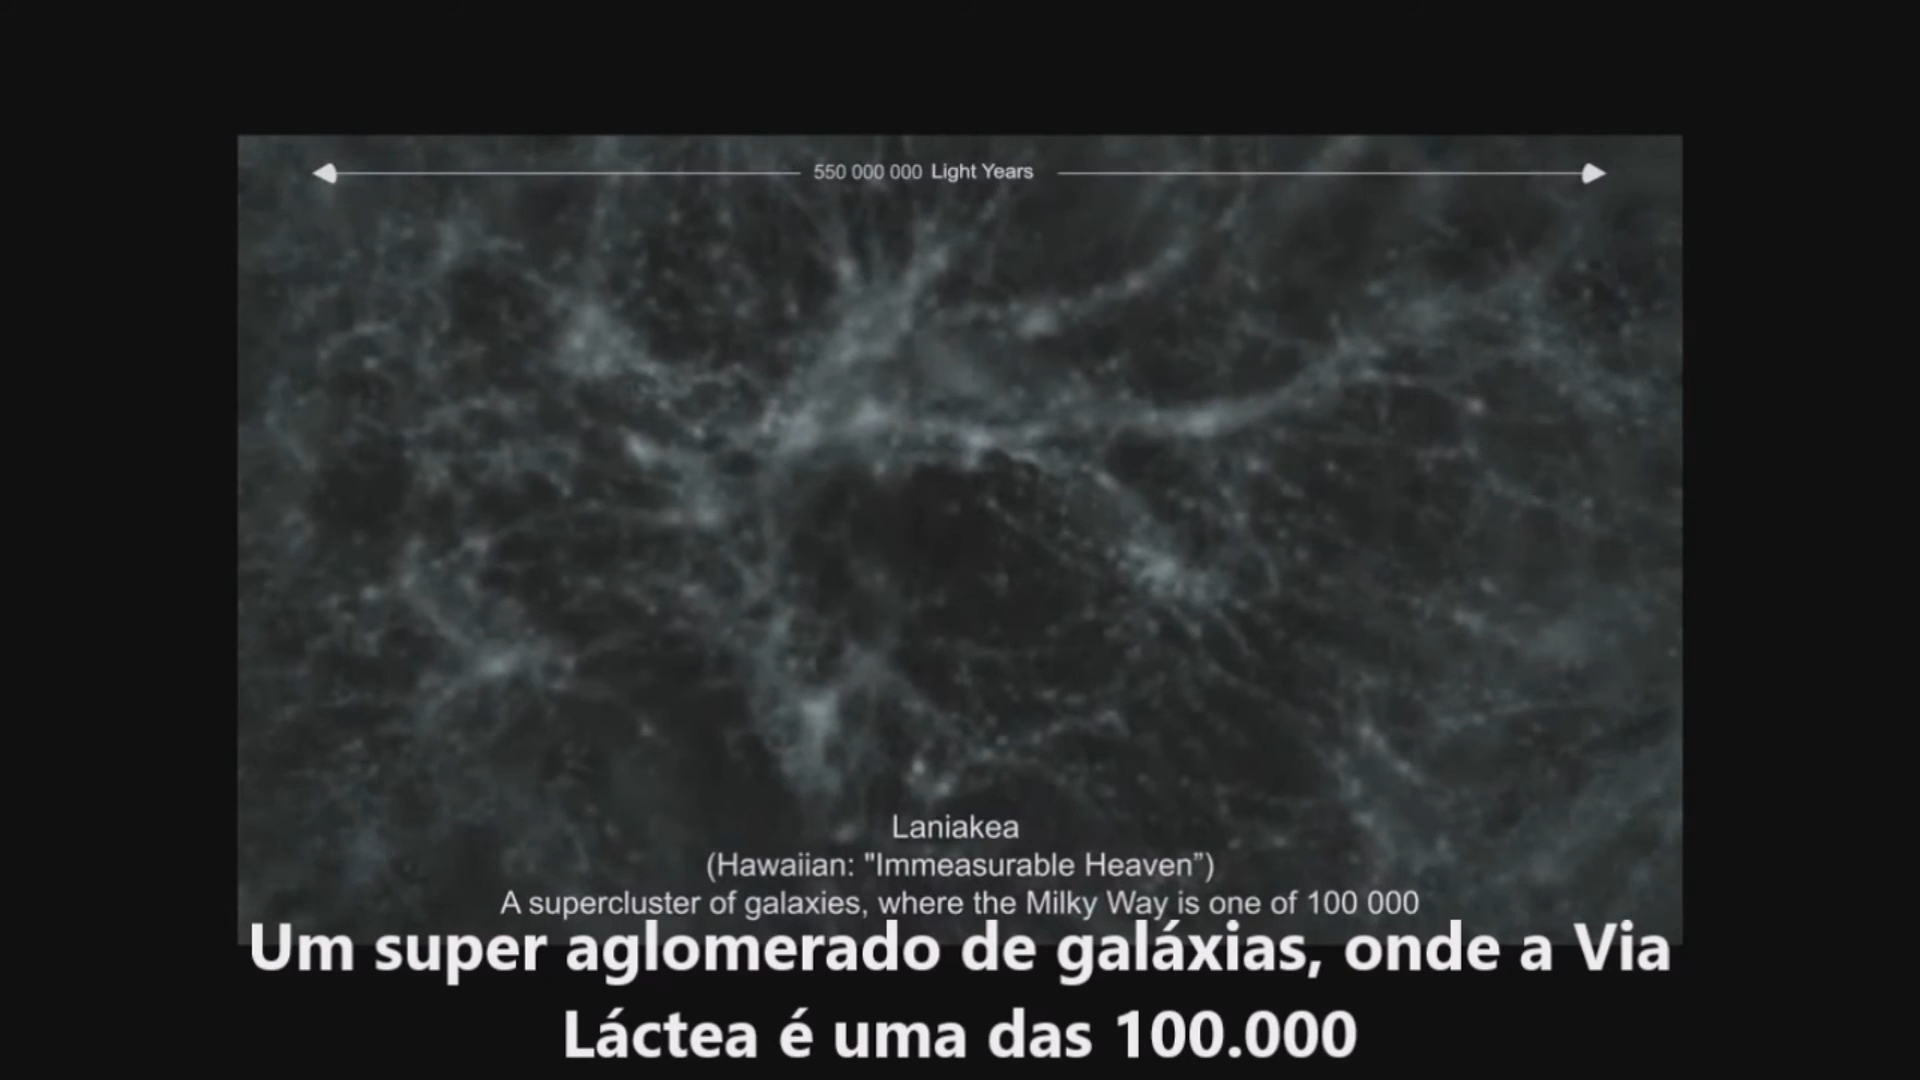 550 000 000 Light Years
Laniakea
(Hawaiian: "Immeasurable Heaven”)
A supercluster of galaxies, where the Milky Way is one of 100 000
Um super aglomerado de galáxias, onde a Via
Láctea é uma das 100.000